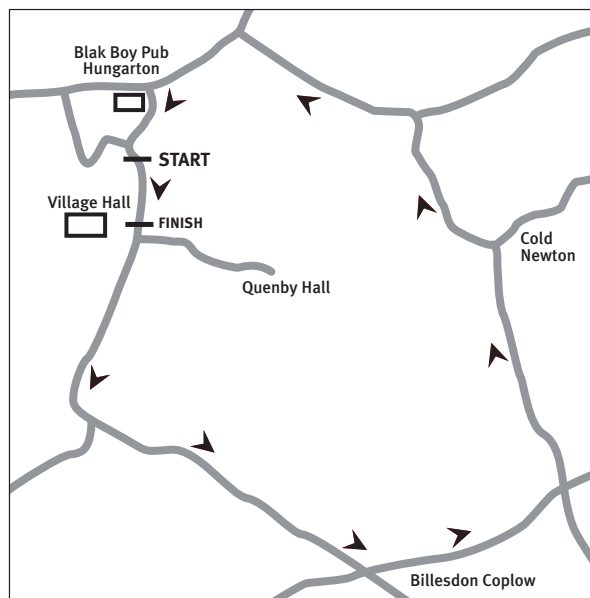 Blak Boy Pub
Hungarton
START
Village Hall
FINISH
Quenby Hall
Cold
Newton
Billesdon Coplow